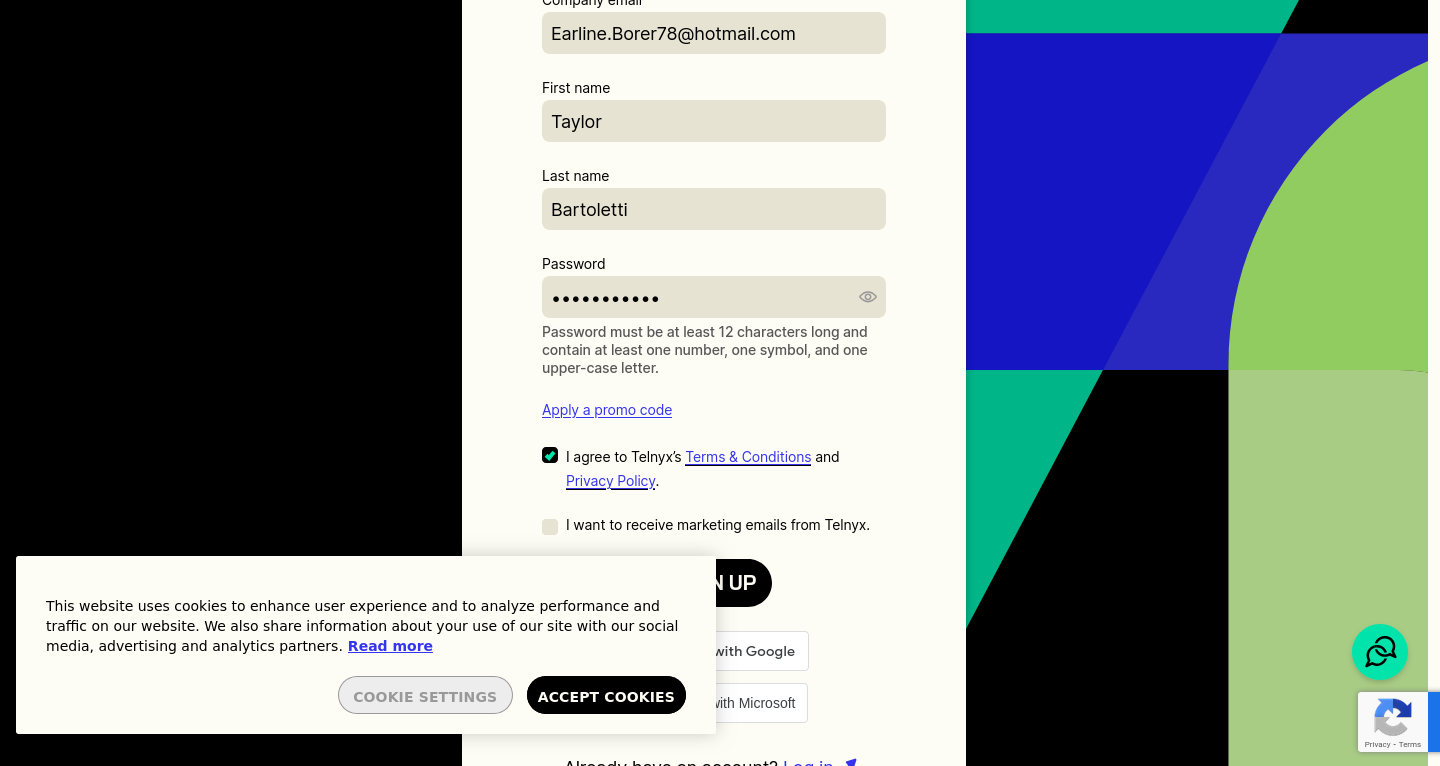 Company email
Earline.Borer78@hotmail.com
First name
Taylor
Last name
Bartoletti
Password
•••••••••••
Password must be at least 12 characters long and
contain at least one number, one symbol, and one
upper-case letter.
Apply a promo code
I agree to Telnyx's Terms & Conditions and
Privacy Policy.
I want to receive marketing emails from Telnyx.
N UP
with Google
with Microsoft
Already have an account? Log in
This website uses cookies to enhance user experience and to analyze performance and
traffic on our website. We also share information about your use of our site with our social
media, advertising and analytics partners. Read more
COOKIE SETTINGS
ACCEPT COOKIES
Privacy - Terms